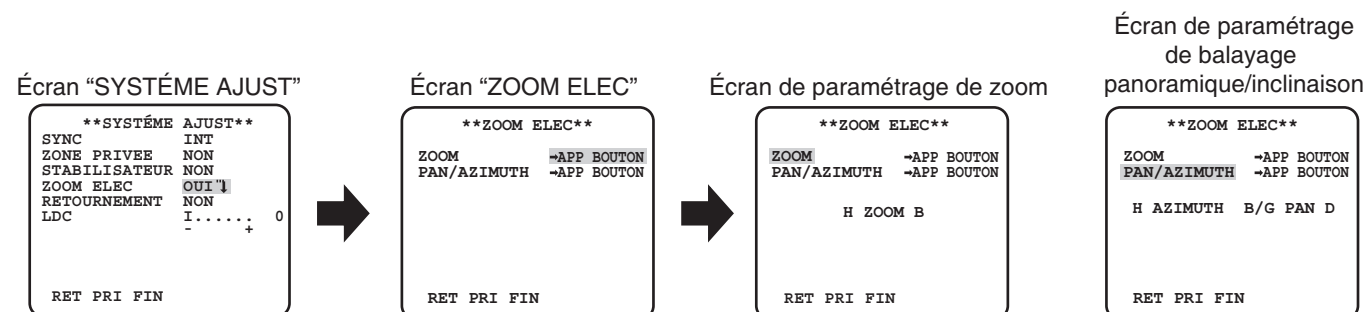 Écran “SYSTÉME AJUST”
**SYSTÉME AJUST**
SYNC INT
ZONE PRIVEE NON
STABILISATEUR NON
ZOOM ELEC OUI
RETOURNEMENT NON
LDC I...... 0
- +
RET PRI FIN
Écran “ZOOM ELEC”
**ZOOM ELEC**
ZOOM →APP BOUTON
PAN/AZIMUTH →APP BOUTON
RET PRI FIN
Écran de paramétrage de zoom
**ZOOM ELEC**
ZOOM →APP BOUTON
PAN/AZIMUTH →APP BOUTON
H ZOOM B
RET PRI FIN
Écran de paramétrage
de balayage
panoramique/inclinaison
**ZOOM ELEC**
ZOOM →APP BOUTON
PAN/AZIMUTH →APP BOUTON
H AZIMUTH B/G PAN D
RET PRI FIN